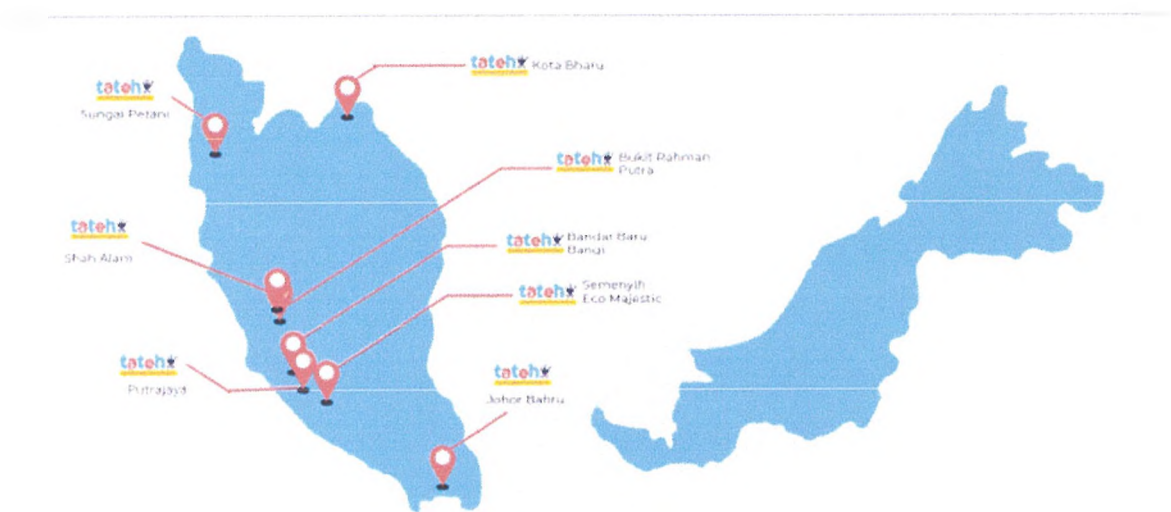 tateh Kota Bharu
tateh
Sungai Petani
tateh Bukit Rahman
Putra
tateh
Shah Alam
tateh Bandar Baru
Bangi
tateh Semenyih
Eco Majestic
tateh
Putrajaya
tateh
Johor Bahru